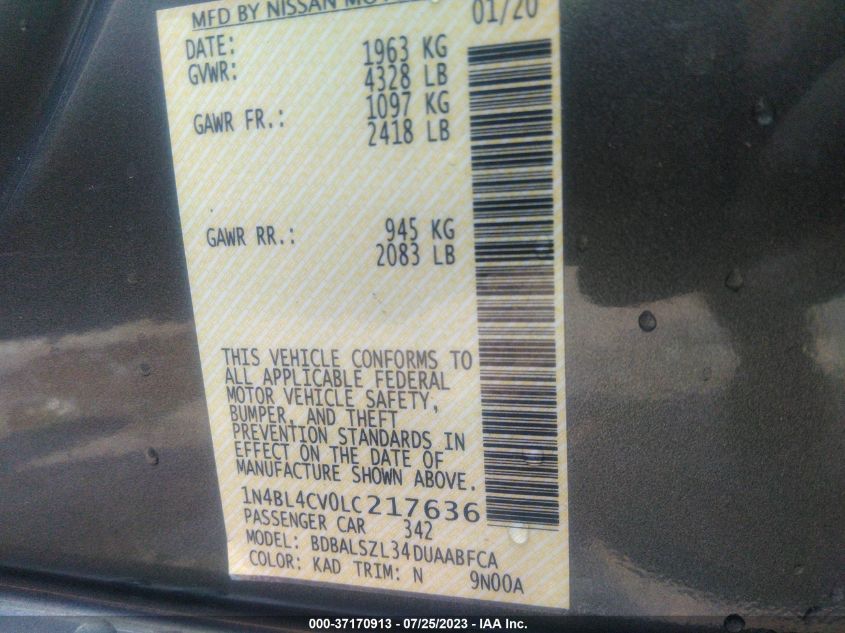 MFD BY NISSAN MOT
01/20
DATE: 1963 KG
GVWR: 4328 LB
1097 KG
GAWR FR.: 2418 LB
GAWR RR.: 945 KG
2083 LB
THIS VEHICLE CONFORMS TO
ALL APPLICABLE FEDERAL
MOTOR VEHICLE SAFETY,
BUMPER, AND THEFT
PREVENTION STANDARDS IN
EFFECT ON THE DATE OF
MANUFACTURE SHOWN ABOVE.
1N4BL4CV0LC217636
PASSENGER CAR 342
MODEL: BDBALSZL34DUAABFCA
COLOR: KAD TRIM: N 9N00A
000-37170913 - 07/25/2023 - IAA Inc.